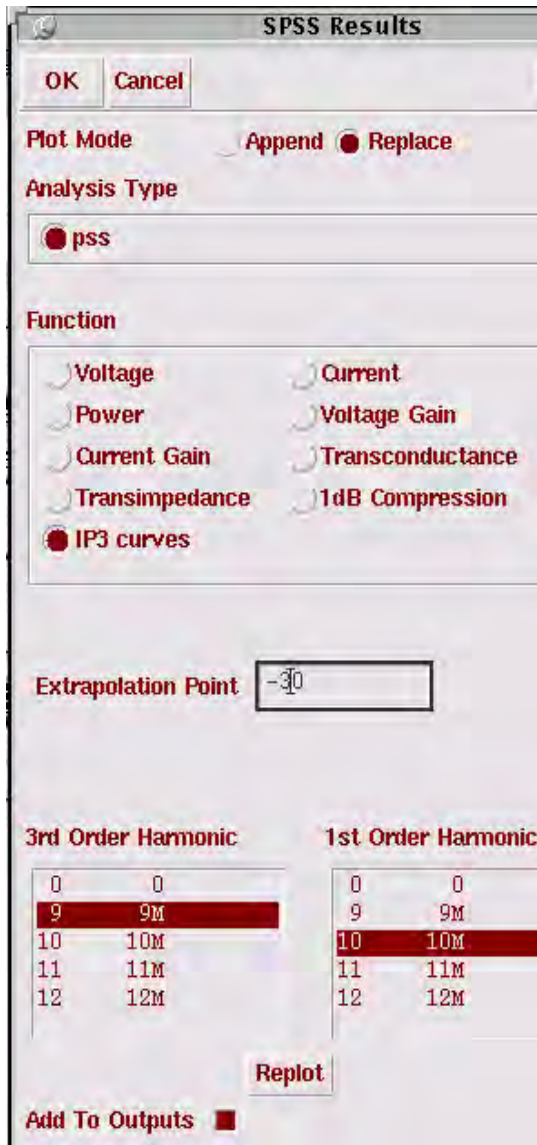 SPSS Results
OK Cancel
Plot Mode Append Replace
Analysis Type
pss
Function
Voltage Current
Power Voltage Gain
Current Gain Transconductance
Transimpedance 1dB Compression
IP3 curves
Extrapolation Point -30
3rd Order Harmonic 1st Order Harmonic
0 0 0 0
9 9M 9 9M
10 10M 10 10M
11 11M 11 11M
12 12M 12 12M
Replot
Add To Outputs